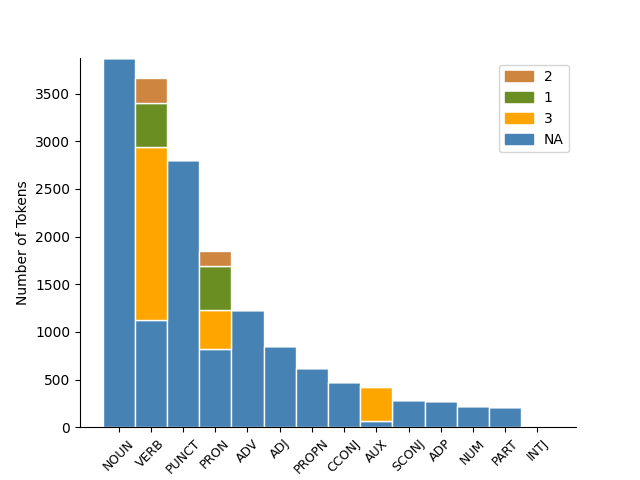 2
1
3
NA
3500
3000
2500
2000
1500
1000
500
0
Number of Tokens
NOUN
VERB
PUNCT
PRON
ADV
ADJ
PROPN
CCONJ
AUX
SCONJ
ADP
NUM
PART
INTJ